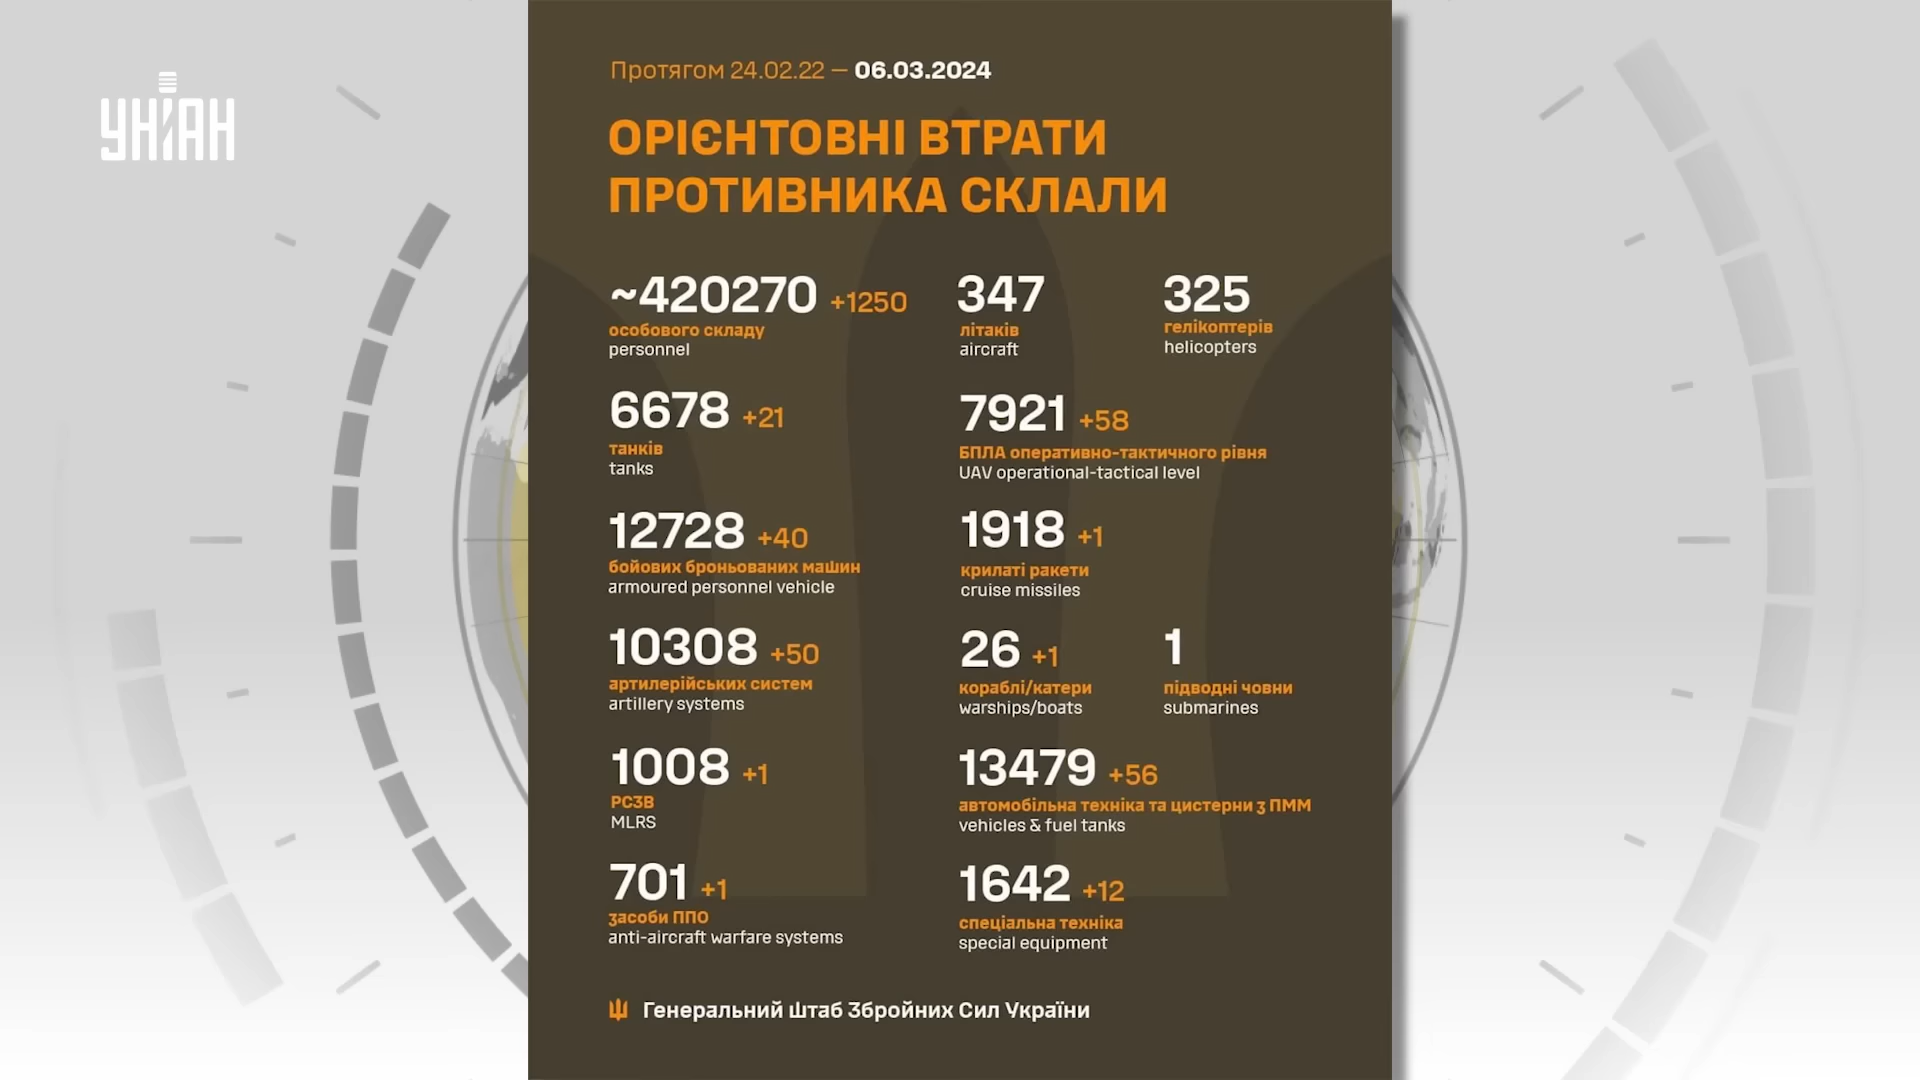 УНІАН
Протягом 24.02.22 — 06.03.2024
ОРІЄНТОВНІ ВТРАТИ
ПРОТИВНИКА СКЛАЛИ
~420270 +1250
особового складу
personnel
347
літаків
aircraft
325
гелікоптерів
helicopters
6678 +21
танків
tanks
7921 +58
БПЛА оперативно-тактичного рівня
UAV operational-tactical level
12728 +40
бойових броньованих машин
armoured personnel vehicle
1918 +1
крилаті ракети
cruise missiles
10308 +50
артилерійських систем
artillery systems
26 +1
кораблі/катери
warships/boats
1
підводні човни
submarines
1008 +1
РСЗВ
MLRS
13479 +56
автомобільна техніка та цистерни з ПММ
vehicles & fuel tanks
701 +1
засоби ППО
anti-aircraft warfare systems
1642 +12
спеціальна техніка
special equipment
Генеральний штаб Збройних Сил України